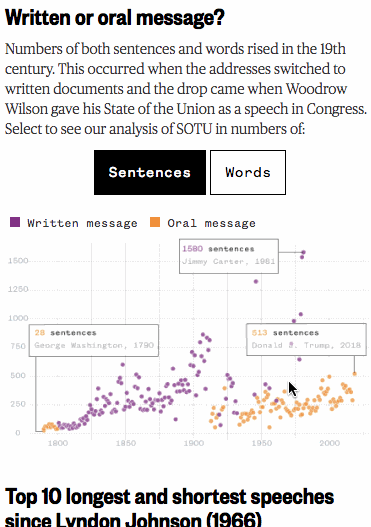 Written or oral message?
Numbers of both sentences and words rised in the 19th
century. This occurred when the addresses switched to
written documents and the drop came when Woodrow
Wilson gave his State of the Union as a speech in Congress.
Select to see our analysis of SOTU in numbers of:
Sentences Words
Written message Oral message
1580 sentences
Jimmy Carter, 1981
1500
1250
1000
28 sentences
George Washington, 1790
513 sentences
Donald J. Trump, 2018
750
500
250
0
1800 1850 1900 1950 2000
Top 10 longest and shortest speeches
since Lyndon Johnson (1966)